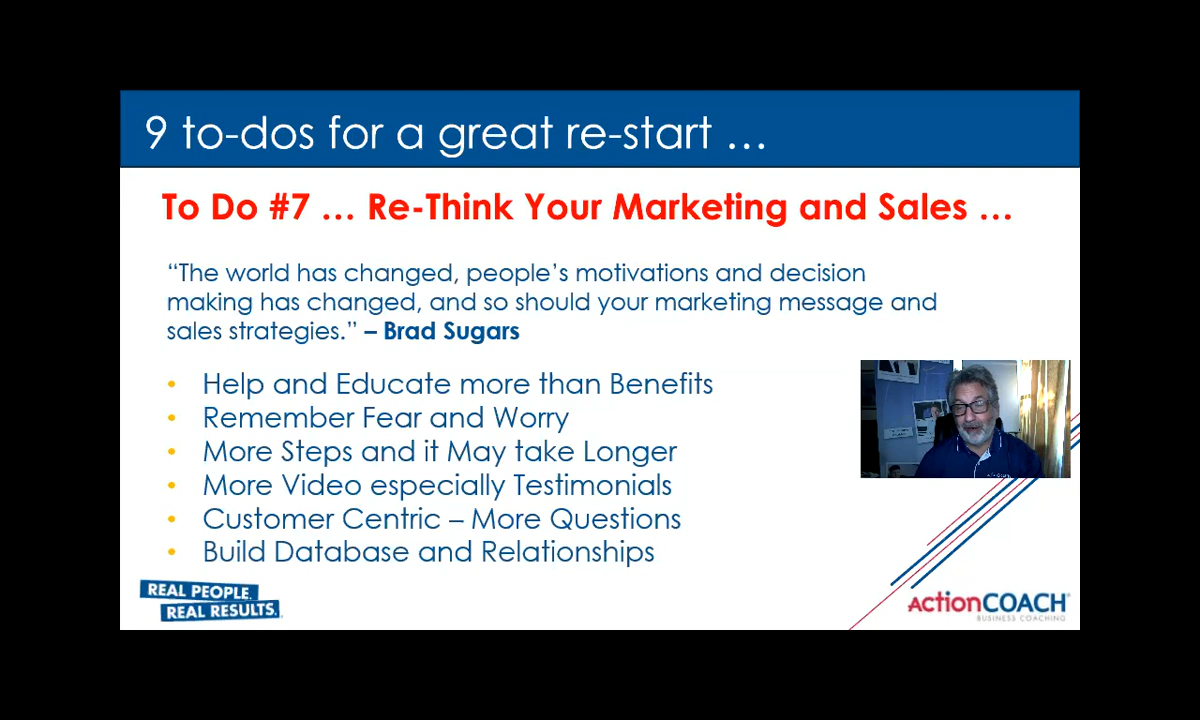 9 to-dos for a great re-start …
To Do #7 … Re-Think Your Marketing and Sales …
“The world has changed, people’s motivations and decision
making has changed, and so should your marketing message and
sales strategies.” – Brad Sugars
• Help and Educate more than Benefits
• Remember Fear and Worry
• More Steps and it May take Longer
• More Video especially Testimonials
• Customer Centric – More Questions
• Build Database and Relationships
REAL PEOPLE.
REAL RESULTS.
ActionCOACH®
BUSINESS COACHING